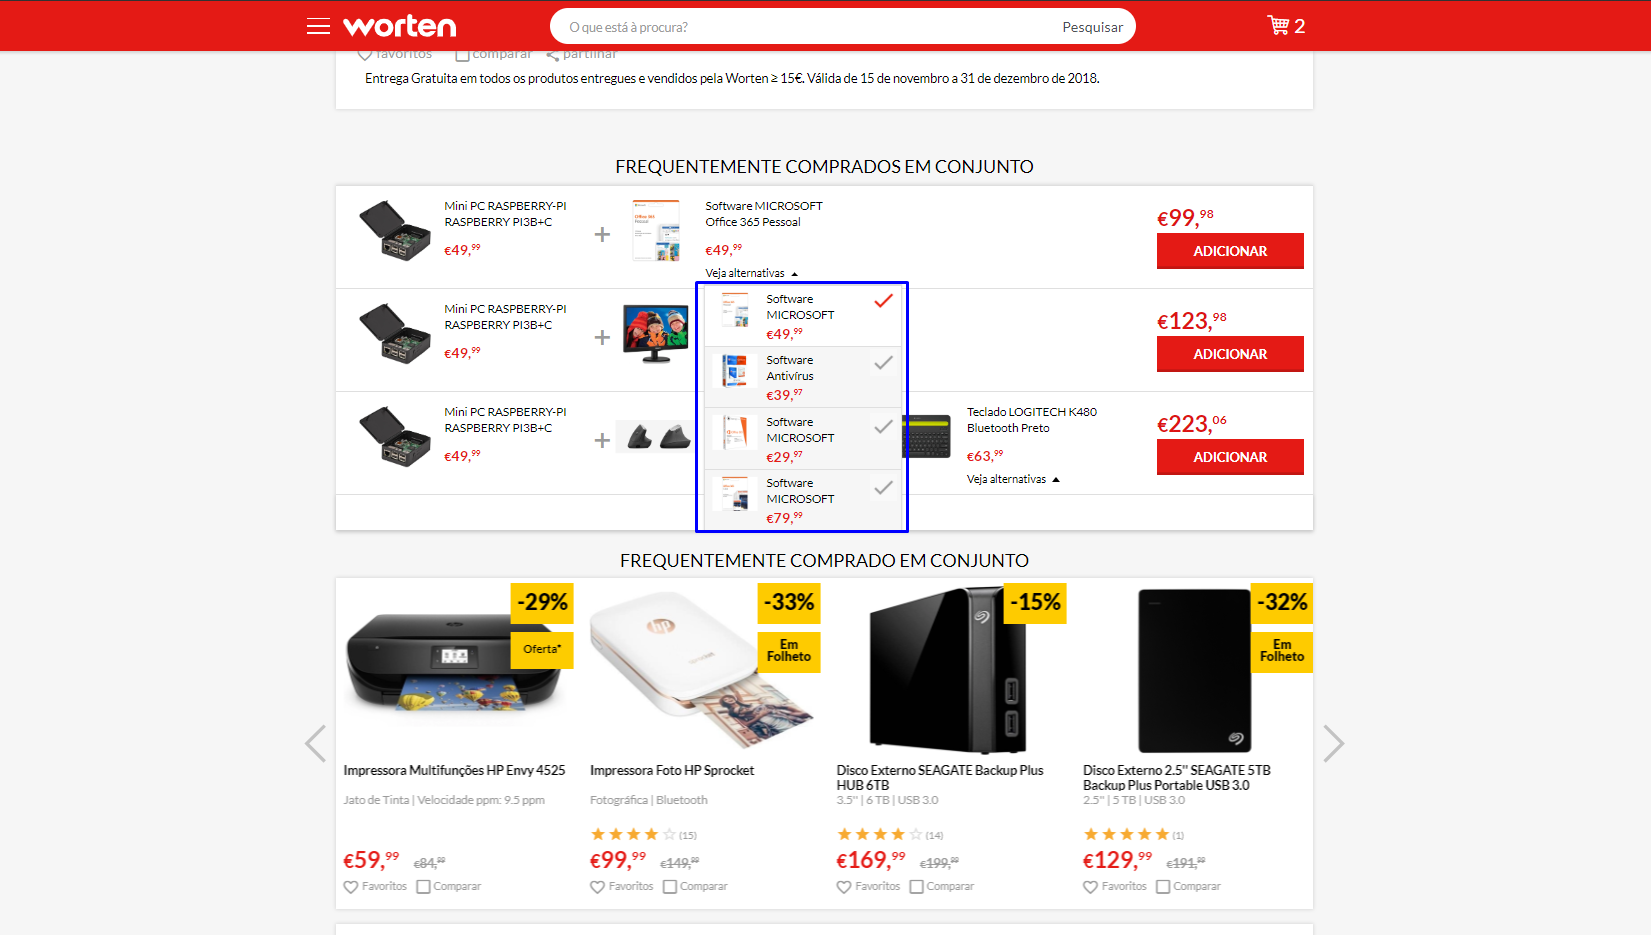 worten
O que está à procura?
Pesquisar
2
favoritos comparar partilhar
Entrega Gratuita em todos os produtos entregues e vendidos pela Worten ≥ 15€. Válida de 15 de novembro a 31 de dezembro de 2018.
FREQUENTEMENTE COMPRADOS EM CONJUNTO
Mini PC RASPBERRY-PI
RASPBERRY PI3B+C
€49,99
+
Software MICROSOFT
Office 365 Pessoal
€49,99
Veja alternativas
€99,98
ADICIONAR
Software
MICROSOFT
€49,99
Software
Antivírus
€39,97
Software
MICROSOFT
€29,97
Software
MICROSOFT
€79,99
Mini PC RASPBERRY-PI
RASPBERRY PI3B+C
€49,99
+
€123,98
ADICIONAR
Mini PC RASPBERRY-PI
RASPBERRY PI3B+C
€49,99
+
Teclado LOGITECH K480
Bluetooth Preto
€63,99
Veja alternativas
€223,06
ADICIONAR
FREQUENTEMENTE COMPRADO EM CONJUNTO
-29%
Oferta*
Impressora Multifunções HP Envy 4525
Jato de Tinta | Velocidade ppm: 9.5 ppm
€59,99 €84,99
Favoritos Comparar
-33%
Em
Folheto
Impressora Foto HP Sprocket
Fotográfica | Bluetooth
(15)
€99,99 €149,99
Favoritos Comparar
-15%
Disco Externo SEAGATE Backup Plus
HUB 6TB
3.5'' | 6 TB | USB 3.0
(14)
€169,99 €199,99
Favoritos Comparar
-32%
Em
Folheto
Disco Externo 2.5'' SEAGATE 5TB
Backup Plus Portable USB 3.0
2.5'' | 5 TB | USB 3.0
(1)
€129,99 €191,99
Favoritos Comparar